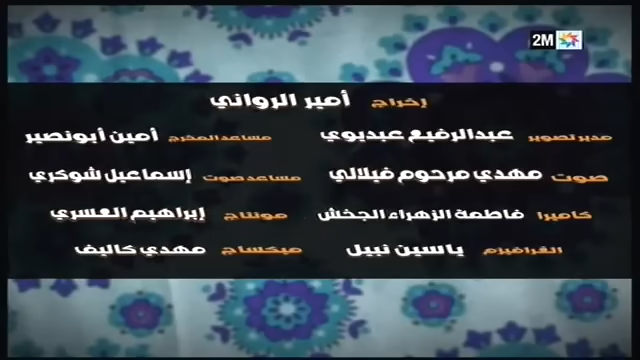 2M
إخراج أمير الرواني
مدير تصوير عبدالرفيع عبديوي مساعد المخرج أمين أبونصير
صوت مهدي مرحوم فيلالي مساعد صوت إسماعيل شوكري
كاميرا فاطمة الزهراء الجخش مونتاج إبراهيم العسري
الغرافيزم ياسين نبيل ميكساج مهدي كاليف